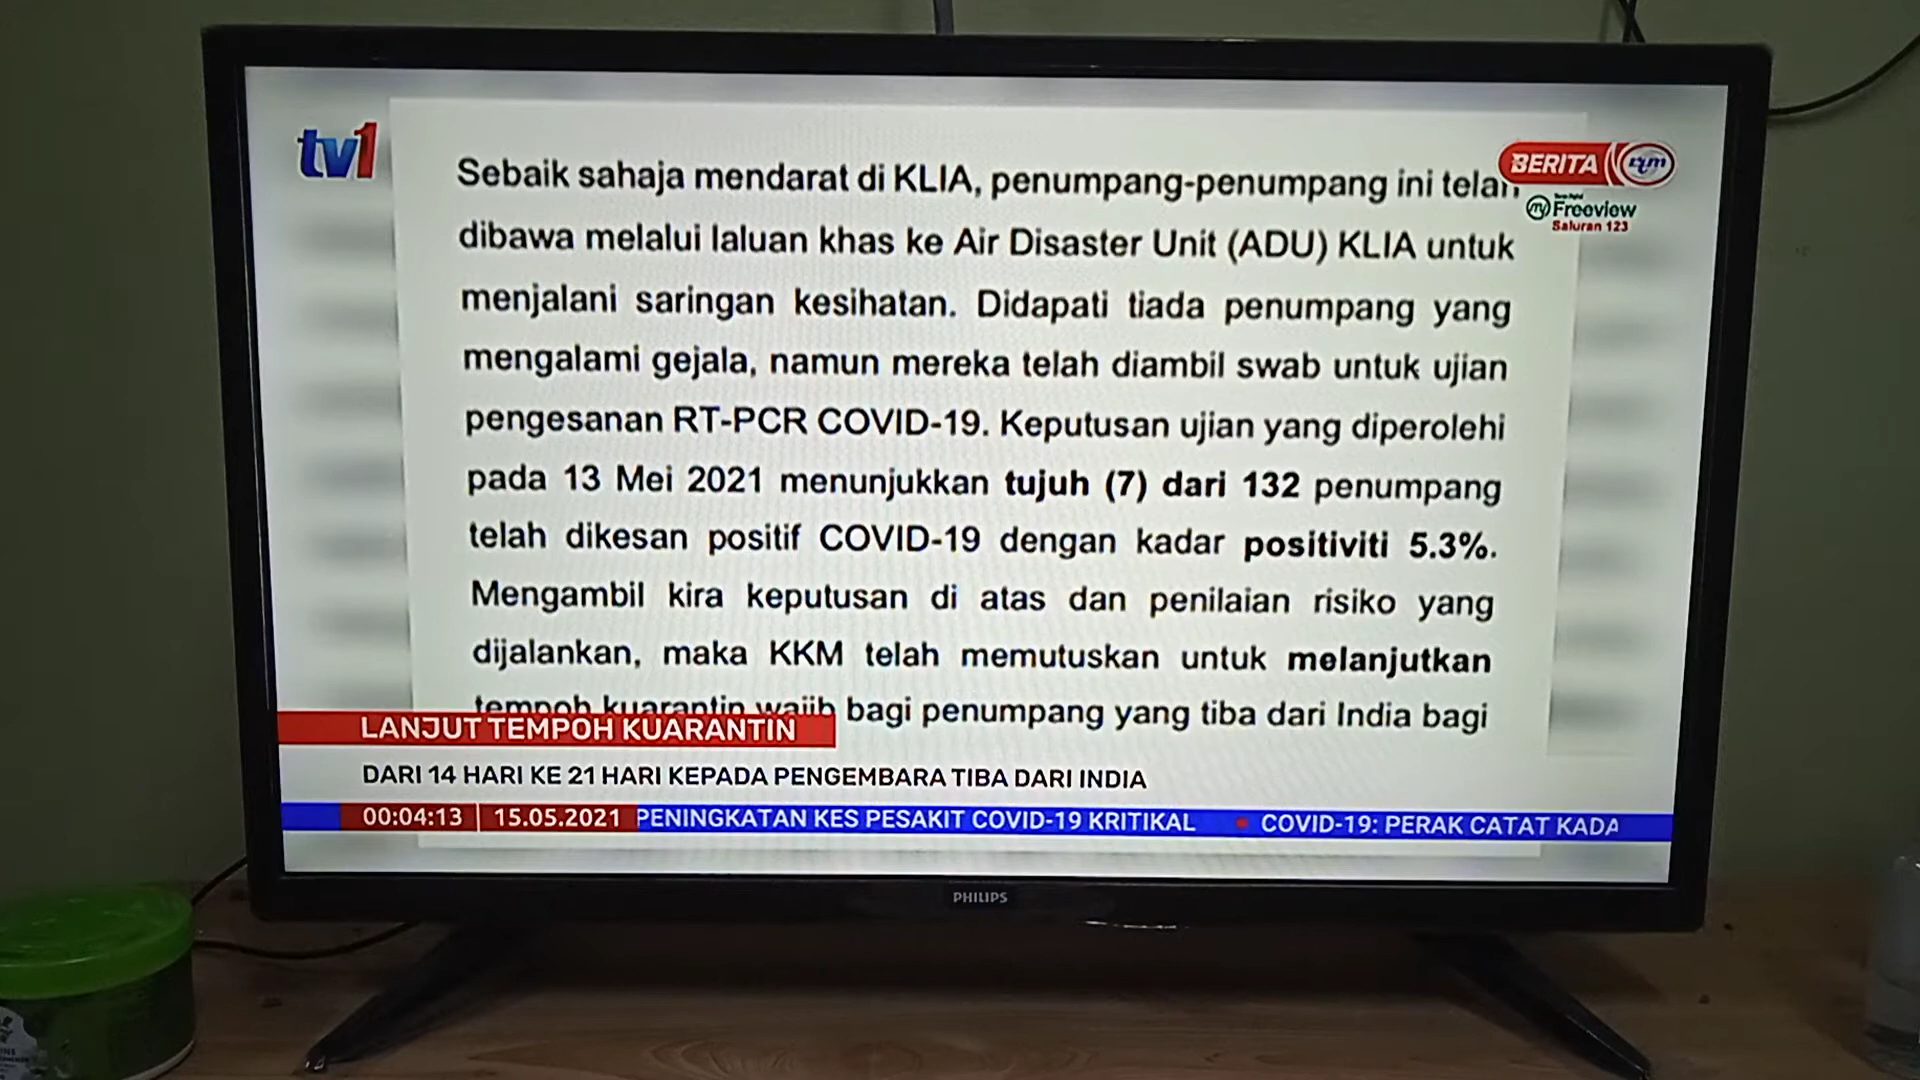 tv1
BERITA rtm
my Freeview
Saluran 123
Sebaik sahaja mendarat di KLIA, penumpang-penumpang ini telah
dibawa melalui laluan khas ke Air Disaster Unit (ADU) KLIA untuk
menjalani saringan kesihatan. Didapati tiada penumpang yang
mengalami gejala, namun mereka telah diambil swab untuk ujian
pengesanan RT-PCR COVID-19. Keputusan ujian yang diperolehi
pada 13 Mei 2021 menunjukkan tujuh (7) dari 132 penumpang
telah dikesan positif COVID-19 dengan kadar positiviti 5.3%.
Mengambil kira keputusan di atas dan penilaian risiko yang
dijalankan, maka KKM telah memutuskan untuk melanjutkan
tempoh kuarantin wajib bagi penumpang yang tiba dari India bagi
LANJUT TEMPOH KUARANTIN
DARI 14 HARI KE 21 HARI KEPADA PENGEMBARA TIBA DARI INDIA
00:04:13 15.05.2021 PENINGKATAN KES PESAKIT COVID-19 KRITIKAL • COVID-19: PERAK CATAT KADA
PHILIPS